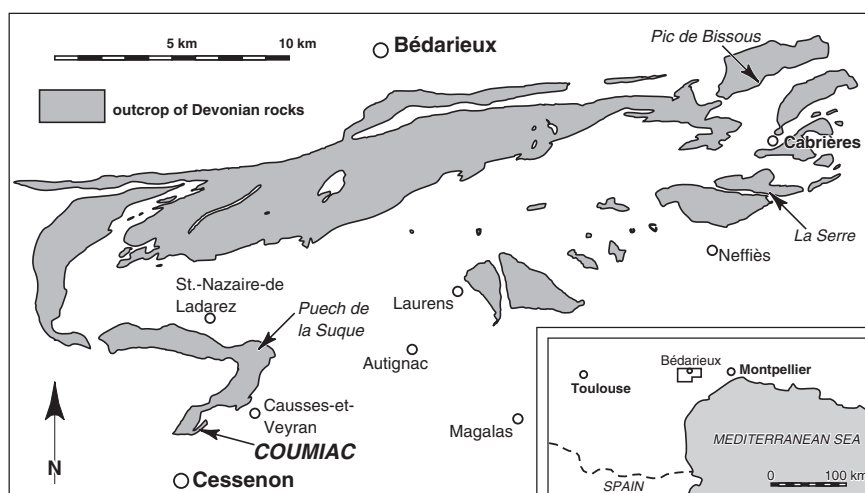 5 km
10 km
Bédarieux
Pic de Bissous
outcrop of Devonian rocks
Cabrières
La Serre
Neffiès
St.-Nazaire-de
Ladarez
Puech de
la Suque
Laurens
Autignac
Causses-et-
Veyran
Magalas
COUMIAC
N
Cessenon
Bédarieux
Toulouse
Montpellier
MEDITERRANEAN SEA
SPAIN
0
100 km